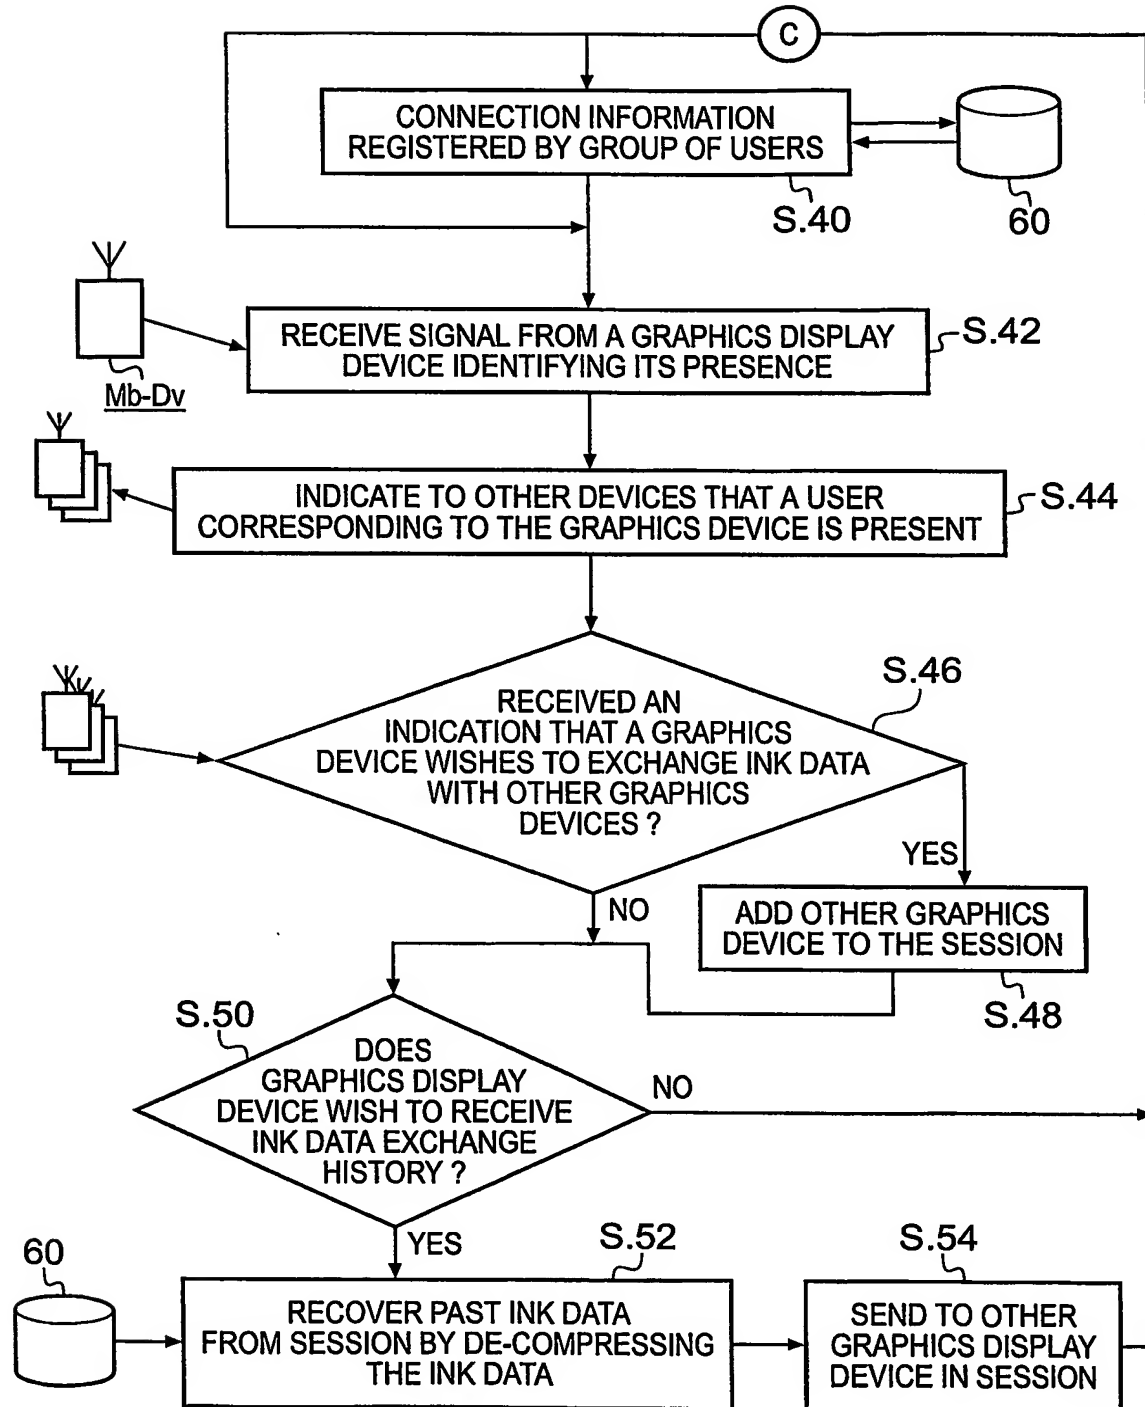 C
CONNECTION INFORMATION
REGISTERED BY GROUP OF USERS
S.40
60
Mb-Dv
RECEIVE SIGNAL FROM A GRAPHICS DISPLAY
DEVICE IDENTIFYING ITS PRESENCE
S.42
INDICATE TO OTHER DEVICES THAT A USER
CORRESPONDING TO THE GRAPHICS DEVICE IS PRESENT
S.44
S.46
RECEIVED AN
INDICATION THAT A GRAPHICS
DEVICE WISHES TO EXCHANGE INK DATA
WITH OTHER GRAPHICS
DEVICES ?
YES
NO
ADD OTHER GRAPHICS
DEVICE TO THE SESSION
S.48
S.50
DOES
GRAPHICS DISPLAY
DEVICE WISH TO RECEIVE
INK DATA EXCHANGE
HISTORY ?
NO
YES
60
S.52
RECOVER PAST INK DATA
FROM SESSION BY DE-COMPRESSING
THE INK DATA
S.54
SEND TO OTHER
GRAPHICS DISPLAY
DEVICE IN SESSION